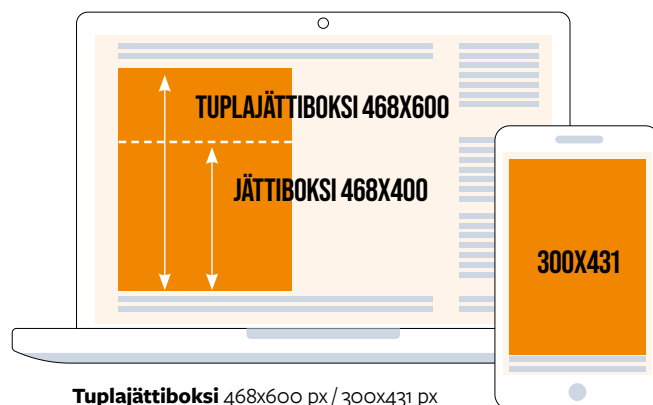 TUPLAJÄTTIBOKSI 468X600
JÄTTIBOKSI 468X400
300X431
Tuplajättiboksi 468x600 px / 300x431 px